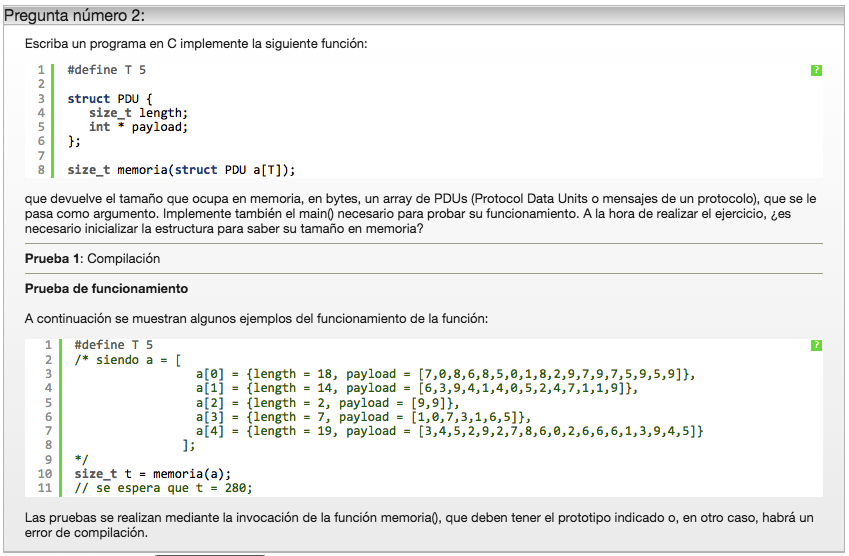 Pregunta número 2:
Escriba un programa en C implemente la siguiente función:
1 #define T 5
?
2
3 struct PDU {
4 size_t length;
5 int * payload;
6 };
7
8 size_t memoria(struct PDU a[T]);
que devuelve el tamaño que ocupa en memoria, en bytes, un array de PDUs (Protocol Data Units o mensajes de un protocolo), que se le
pasa como argumento. Implemente también el main() necesario para probar su funcionamiento. A la hora de realizar el ejercicio, ¿es
necesario inicializar la estructura para saber su tamaño en memoria?
Prueba 1: Compilación
Prueba de funcionamiento
A continuación se muestran algunos ejemplos del funcionamiento de la función:
1 #define T 5
?
2 /* siendo a = [
3 a[0] = {length = 18, payload = [7,0,8,6,8,5,0,1,8,2,9,7,9,7,5,9,5,9]},
4 a[1] = {length = 14, payload = [6,3,9,4,1,4,0,5,2,4,7,1,1,9]},
5 a[2] = {length = 2, payload = [9,9]},
6 a[3] = {length = 7, payload = [1,0,7,3,1,6,5]},
7 a[4] = {length = 19, payload = [3,4,5,2,9,2,7,8,6,0,2,6,6,6,1,3,9,4,5]}
8 ];
9 */
10 size_t t = memoria(a);
11 // se espera que t = 280;
Las pruebas se realizan mediante la invocación de la función memoria(), que deben tener el prototipo indicado o, en otro caso, habrá un
error de compilación.